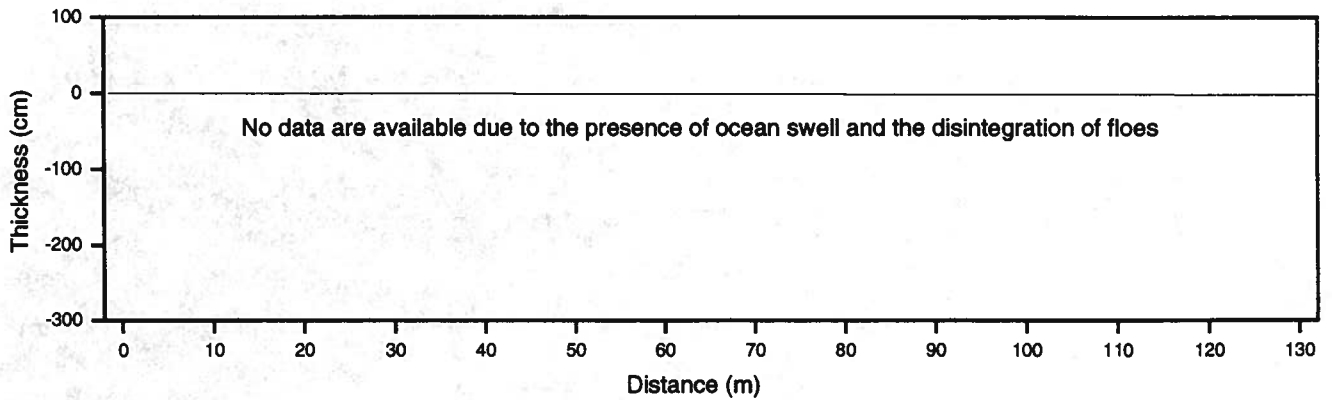 100
0
-100
-200
-300
Thickness (cm)
No data are available due to the presence of ocean swell and the disintegration of floes
0 10 20 30 40 50 60 70 80 90 100 110 120 130
Distance (m)